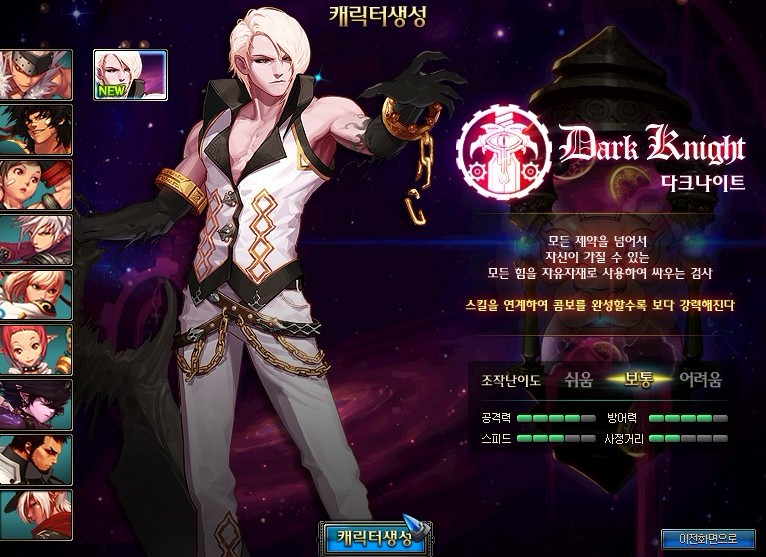 캐릭터생성
NEW
Dark Knight
다크나이트
모든 제약을 넘어서
자신이 가질 수 있는
모든 힘을 자유자재로 사용하여 싸우는 검사
스킬을 연계하여 콤보를 완성할수록 보다 강력해진다
조작난이도 쉬움 보통 어려움
공격력 방어력
스피드 사정거리
캐릭터생성
이전화면으로